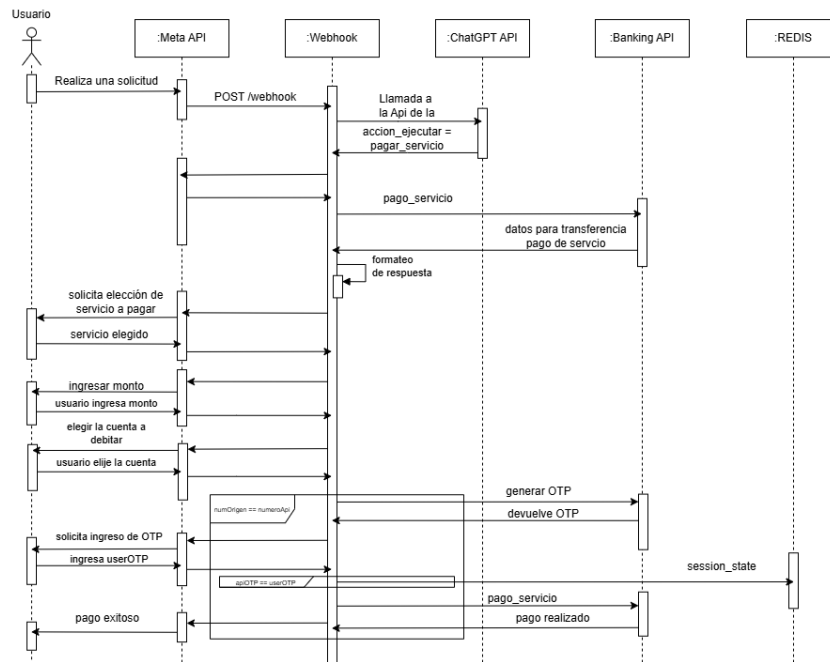 Usuario
:Meta API
:Webhook
:ChatGPT API
:Banking API
:REDIS
Realiza una solicitud
POST /webhook
Llamada a
la Api de la
accion_ejecutar =
pagar_servicio
pago_servicio
datos para transferencia
pago de servcio
formateo
de respuesta
solicita elección de
servicio a pagar
servicio elegido
ingresar monto
usuario ingresa monto
elegir la cuenta a
debitar
usuario elije la cuenta
generar OTP
numOrigen == numeroApi
devuelve OTP
solicita ingreso de OTP
ingresa userOTP
session_state
apiOTP == userOTP
pago_servicio
pago exitoso
pago realizado